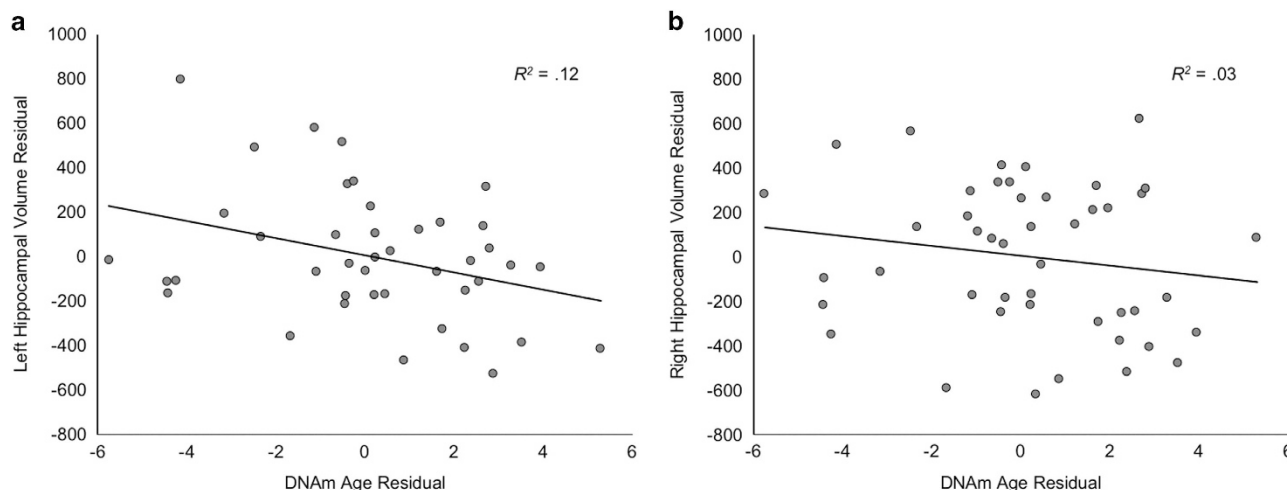 a
1000
800
600
400
200
0
-200
-400
-600
-800
Left Hippocampal Volume Residual
R² = .12
-6 -4 -2 0 2 4 6
DNAm Age Residual
b
1000
800
600
400
200
0
-200
-400
-600
-800
Right Hippocampal Volume Residual
R² = .03
-6 -4 -2 0 2 4 6
DNAm Age Residual